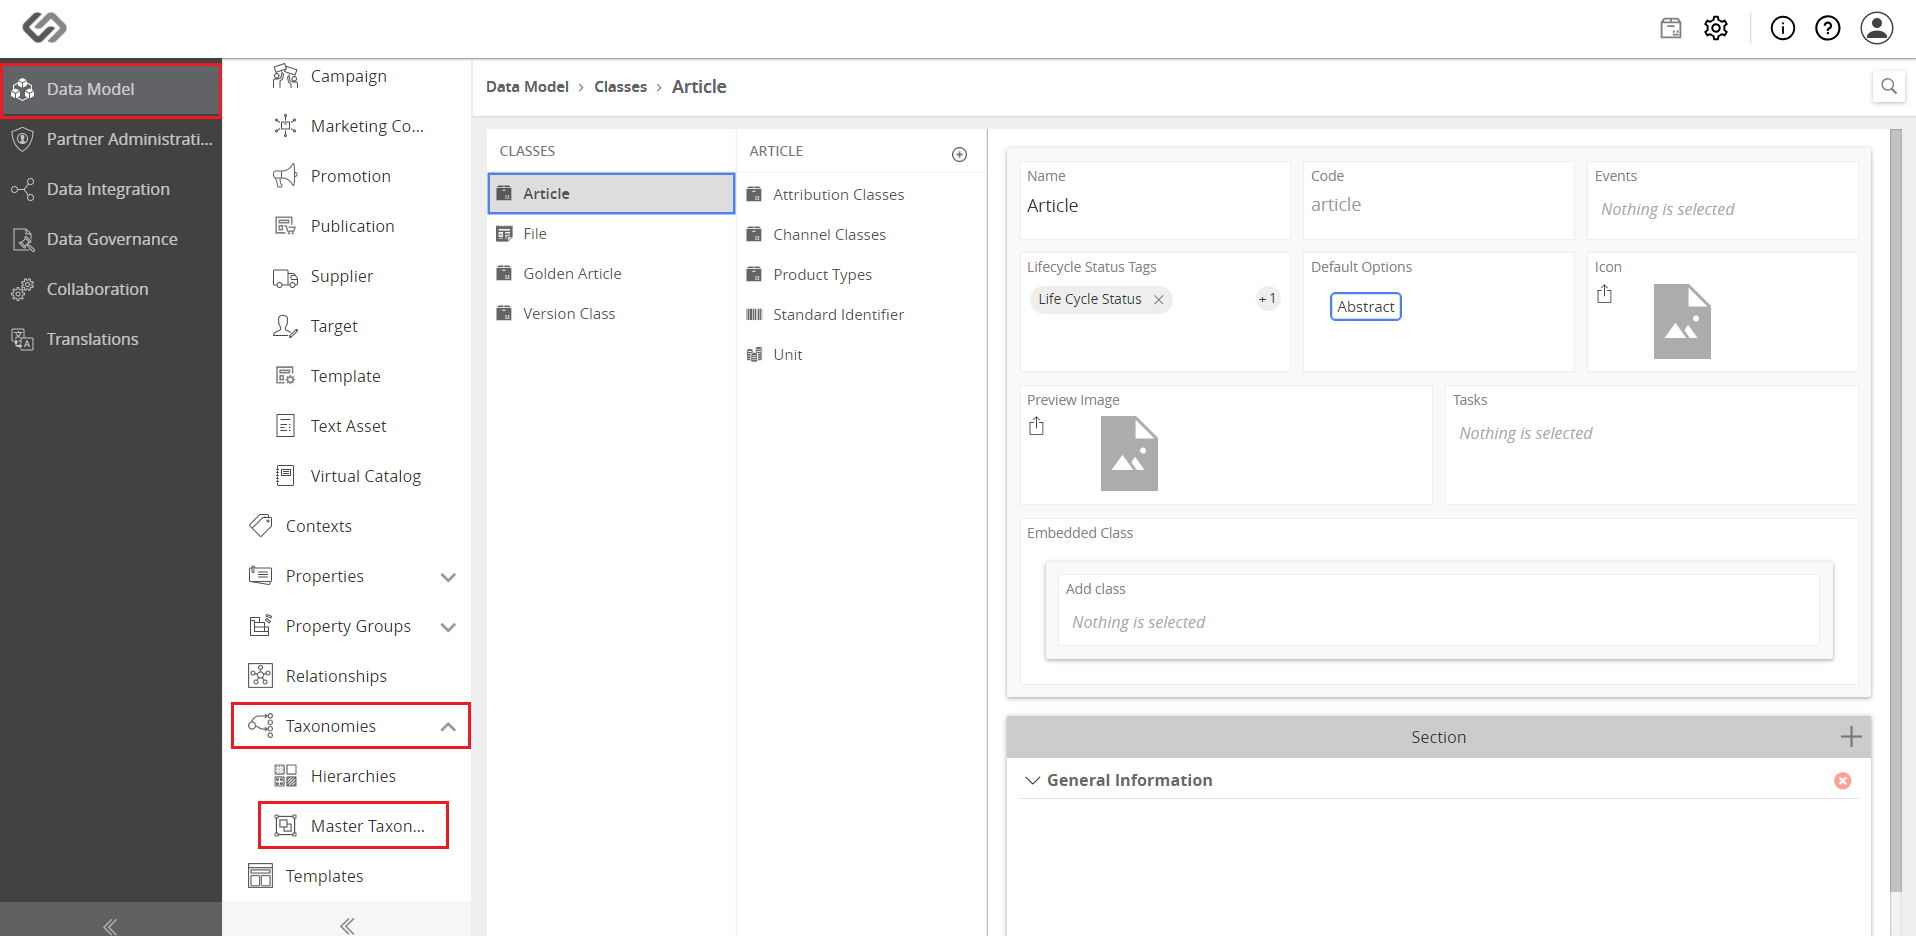 Data Model
Partner Administrati...
Data Integration
Data Governance
Collaboration
Translations
Campaign
Marketing Co...
Promotion
Publication
Supplier
Target
Template
Text Asset
Virtual Catalog
Contexts
Properties
Property Groups
Relationships
Taxonomies
Hierarchies
Master Taxon...
Templates
Data Model > Classes > Article
CLASSES
Article
File
Golden Article
Version Class
ARTICLE
Attribution Classes
Channel Classes
Product Types
Standard Identifier
Unit
Name
Article
Code
article
Events
Nothing is selected
Lifecycle Status Tags
Life Cycle Status
+1
Default Options
Abstract
Icon
Preview Image
Tasks
Nothing is selected
Embedded Class
Add class
Nothing is selected
Section
General Information